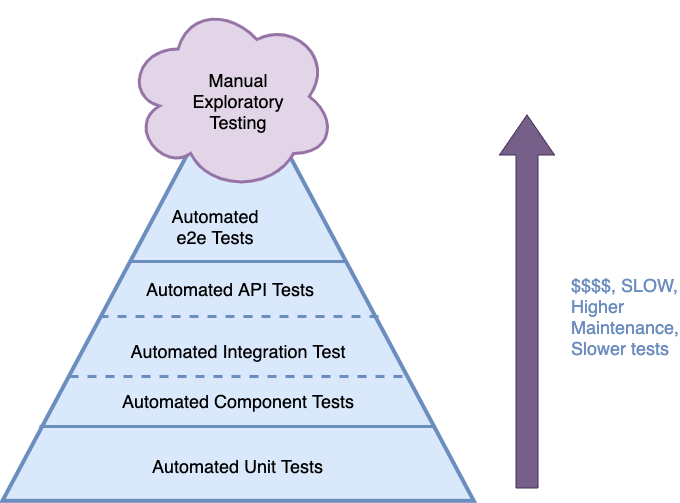 Manual
Exploratory
Testing
Automated
e2e Tests
Automated API Tests
Automated Integration Test
Automated Component Tests
Automated Unit Tests
$$$$, SLOW,
Higher
Maintenance,
Slower tests